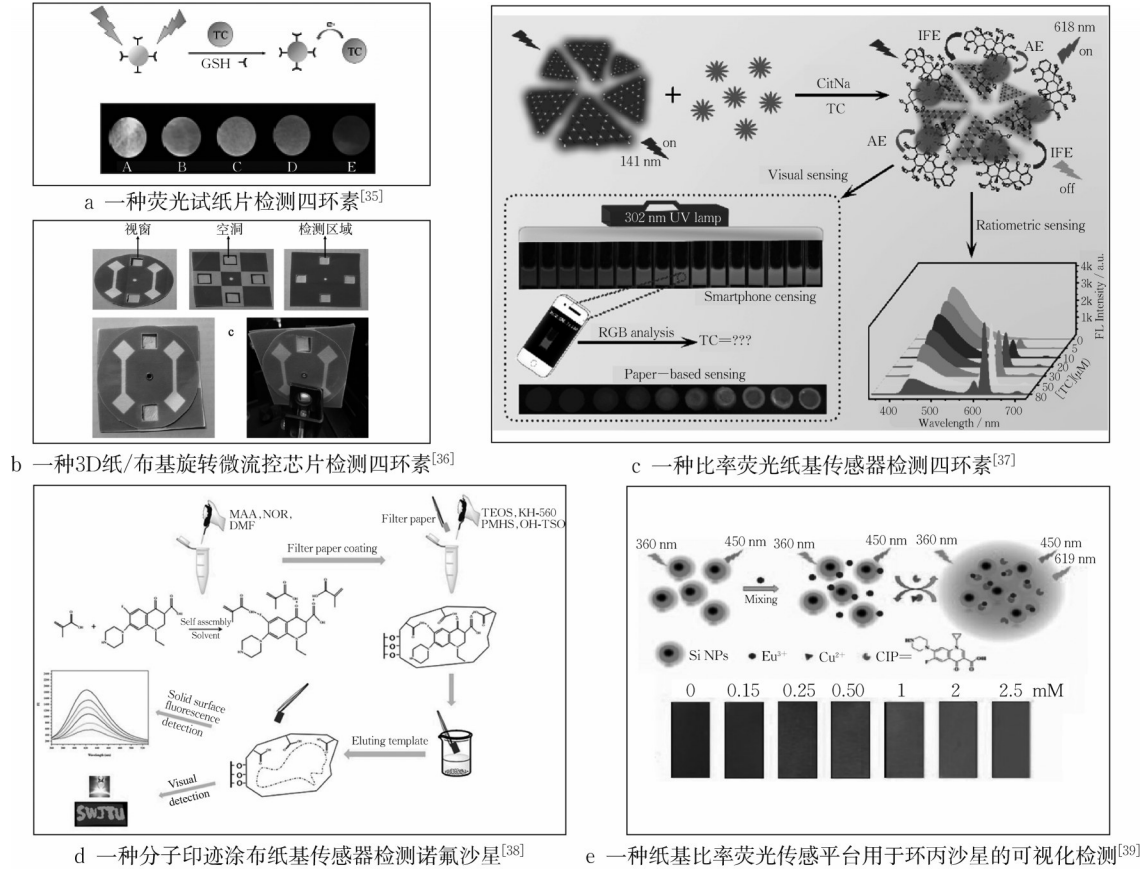 TC
GSH
TC
A B C D E
a 一种荧光试纸片检测四环素[35]
视窗 空洞 检测区域
c
b 一种3D纸/布基旋转微流控芯片检测四环素[36]
IFE
618 nm
AE
on
CitNa
TC
on
141 nm
AE
IFE
off
Visual sensing
302 nm UV lamp
Ratiometric sensing
Smartphone censing
RGB analysis
TC=???
Paper-based sensing
4k
3k
2k
1k
FL Intensity / a.u.
0
5
10
20
30
50
80
[TC](μM)
400 500 600 700
Wavelength / nm
c 一种比率荧光纸基传感器检测四环素[37]
MAA,NOR,
DMF
Filter paper
TEOS,KH-560
PMHS,OH-TSO
Filter paper coating
Self assembly
Solvent
Solid surface
fluorescence
detection
Eluting template
Visual
detection
SWJTU
d 一种分子印迹涂布纸基传感器检测诺氟沙星[38]
360 nm 450 nm 360 nm 450 nm 360 nm 450 nm
619 nm
Mixing
Si NPs Eu³⁺ Cu²⁺ CIP=
0 0.15 0.25 0.50 1 2 2.5 mM
e 一种纸基比率荧光传感平台用于环丙沙星的可视化检测[39]